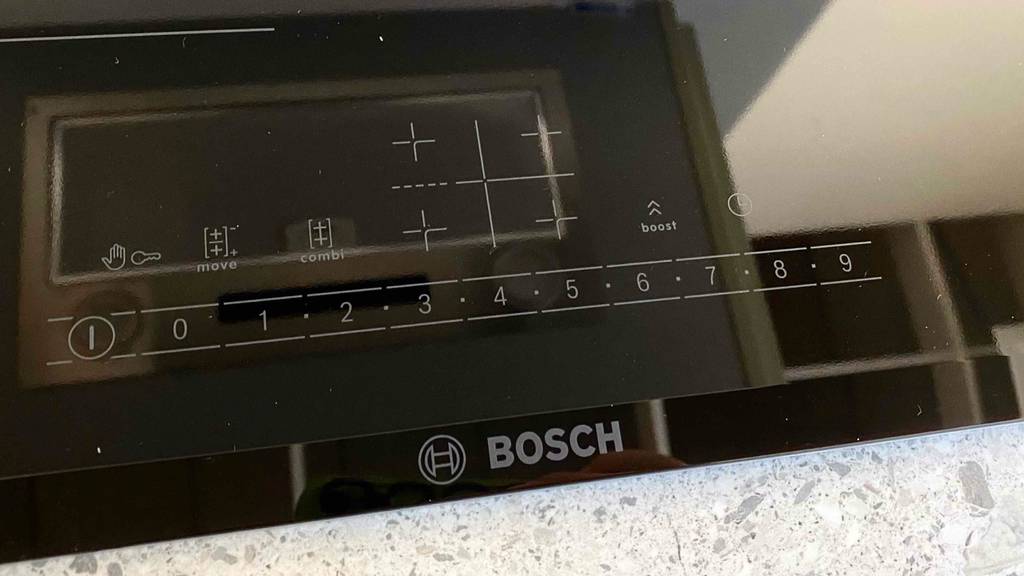 boost
move combi
0 1 · 2 · 3 · 4 · 5 · 6 · 7 · 8 · 9
BOSCH